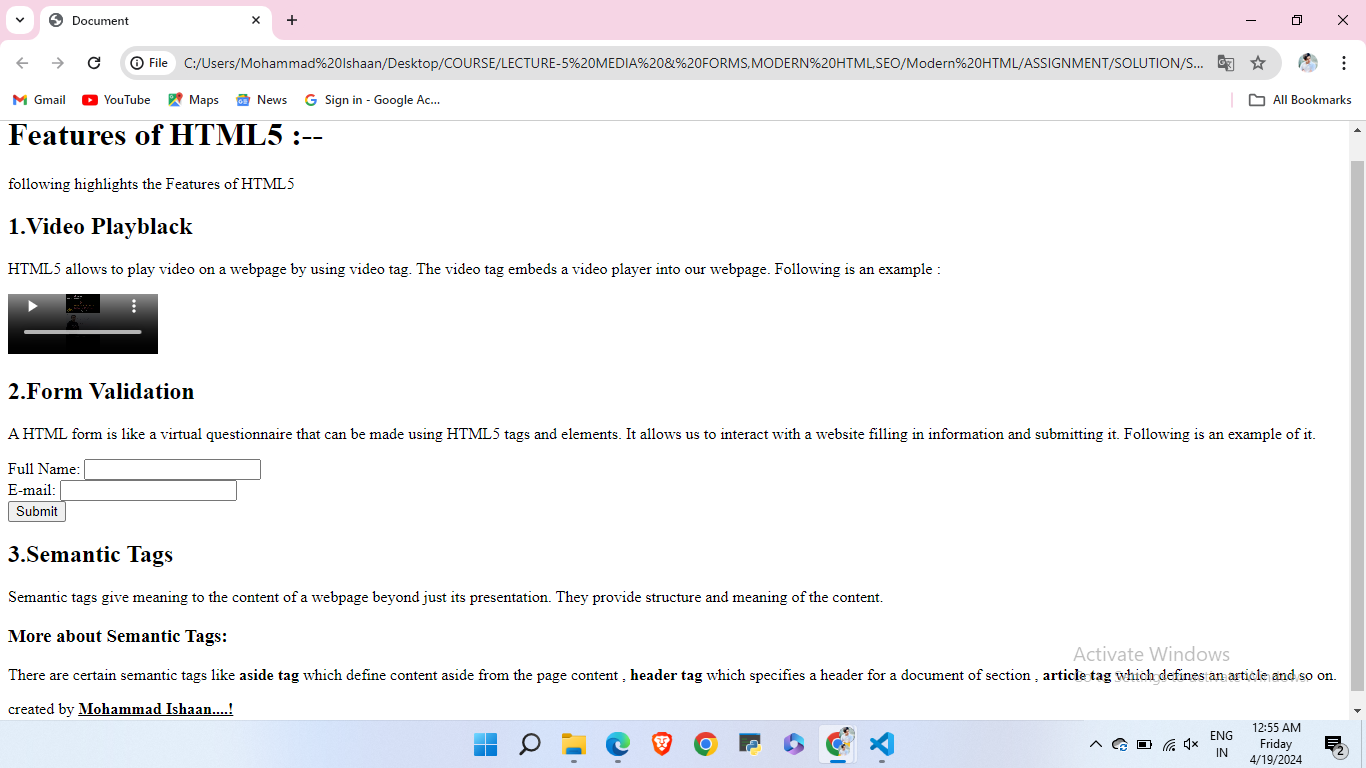 Document
File
C:/Users/Mohammad%20Ishaan/Desktop/COURSE/LECTURE-5%20MEDIA%20&%20FORMS,MODERN%20HTML,SEO/Modern%20HTML/ASSIGNMENT/SOLUTION/S...
Gmail YouTube Maps News Sign in - Google Ac... All Bookmarks
Features of HTML5 :--
following highlights the Features of HTML5
1.Video Playblack
HTML5 allows to play video on a webpage by using video tag. The video tag embeds a video player into our webpage. Following is an example :
2.Form Validation
A HTML form is like a virtual questionnaire that can be made using HTML5 tags and elements. It allows us to interact with a website filling in information and submitting it. Following is an example of it.
Full Name:
E-mail:
Submit
3.Semantic Tags
Semantic tags give meaning to the content of a webpage beyond just its presentation. They provide structure and meaning of the content.
More about Semantic Tags:
Activate Windows
There are certain semantic tags like aside tag which define content aside from the page content , header tag which specifies a header for a document of section , article tag which defines an article and so on.
Go to Settings to activate Windows.
created by Mohammad Ishaan....!
ENG
IN
12:55 AM
Friday
4/19/2024
2